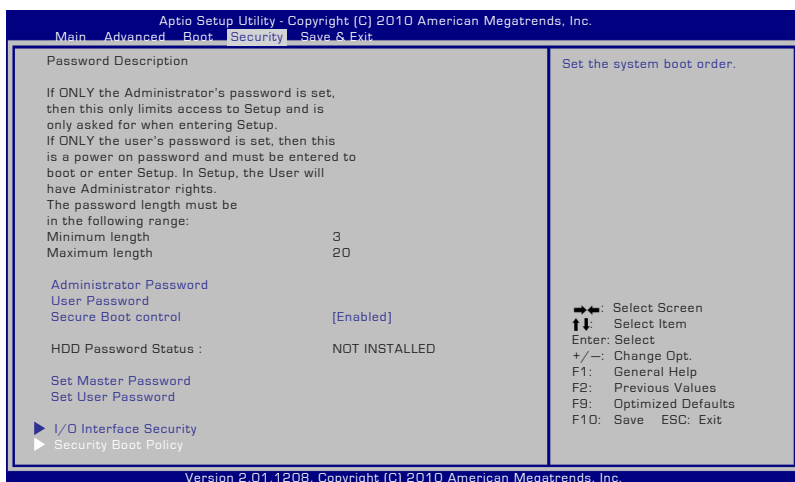 Aptio Setup Utility - Copyright (C) 2010 American Megatrends, Inc.
Main Advanced Boot Security Save & Exit
Password Description
If ONLY the Administrator's password is set,
then this only limits access to Setup and is
only asked for when entering Setup.
If ONLY the user's password is set, then this
is a power on password and must be entered to
boot or enter Setup. In Setup, the User will
have Administrator rights.
The password length must be
in the following range:
Minimum length 3
Maximum length 20
Administrator Password
User Password
Secure Boot control [Enabled]
HDD Password Status : NOT INSTALLED
Set Master Password
Set User Password
I/O Interface Security
Security Boot Policy
Set the system boot order.
→←: Select Screen
↑↓: Select Item
Enter: Select
+/—: Change Opt.
F1: General Help
F2: Previous Values
F9: Optimized Defaults
F10: Save ESC: Exit
Version 2.01.1208. Copyright (C) 2010 American Megatrends, Inc.